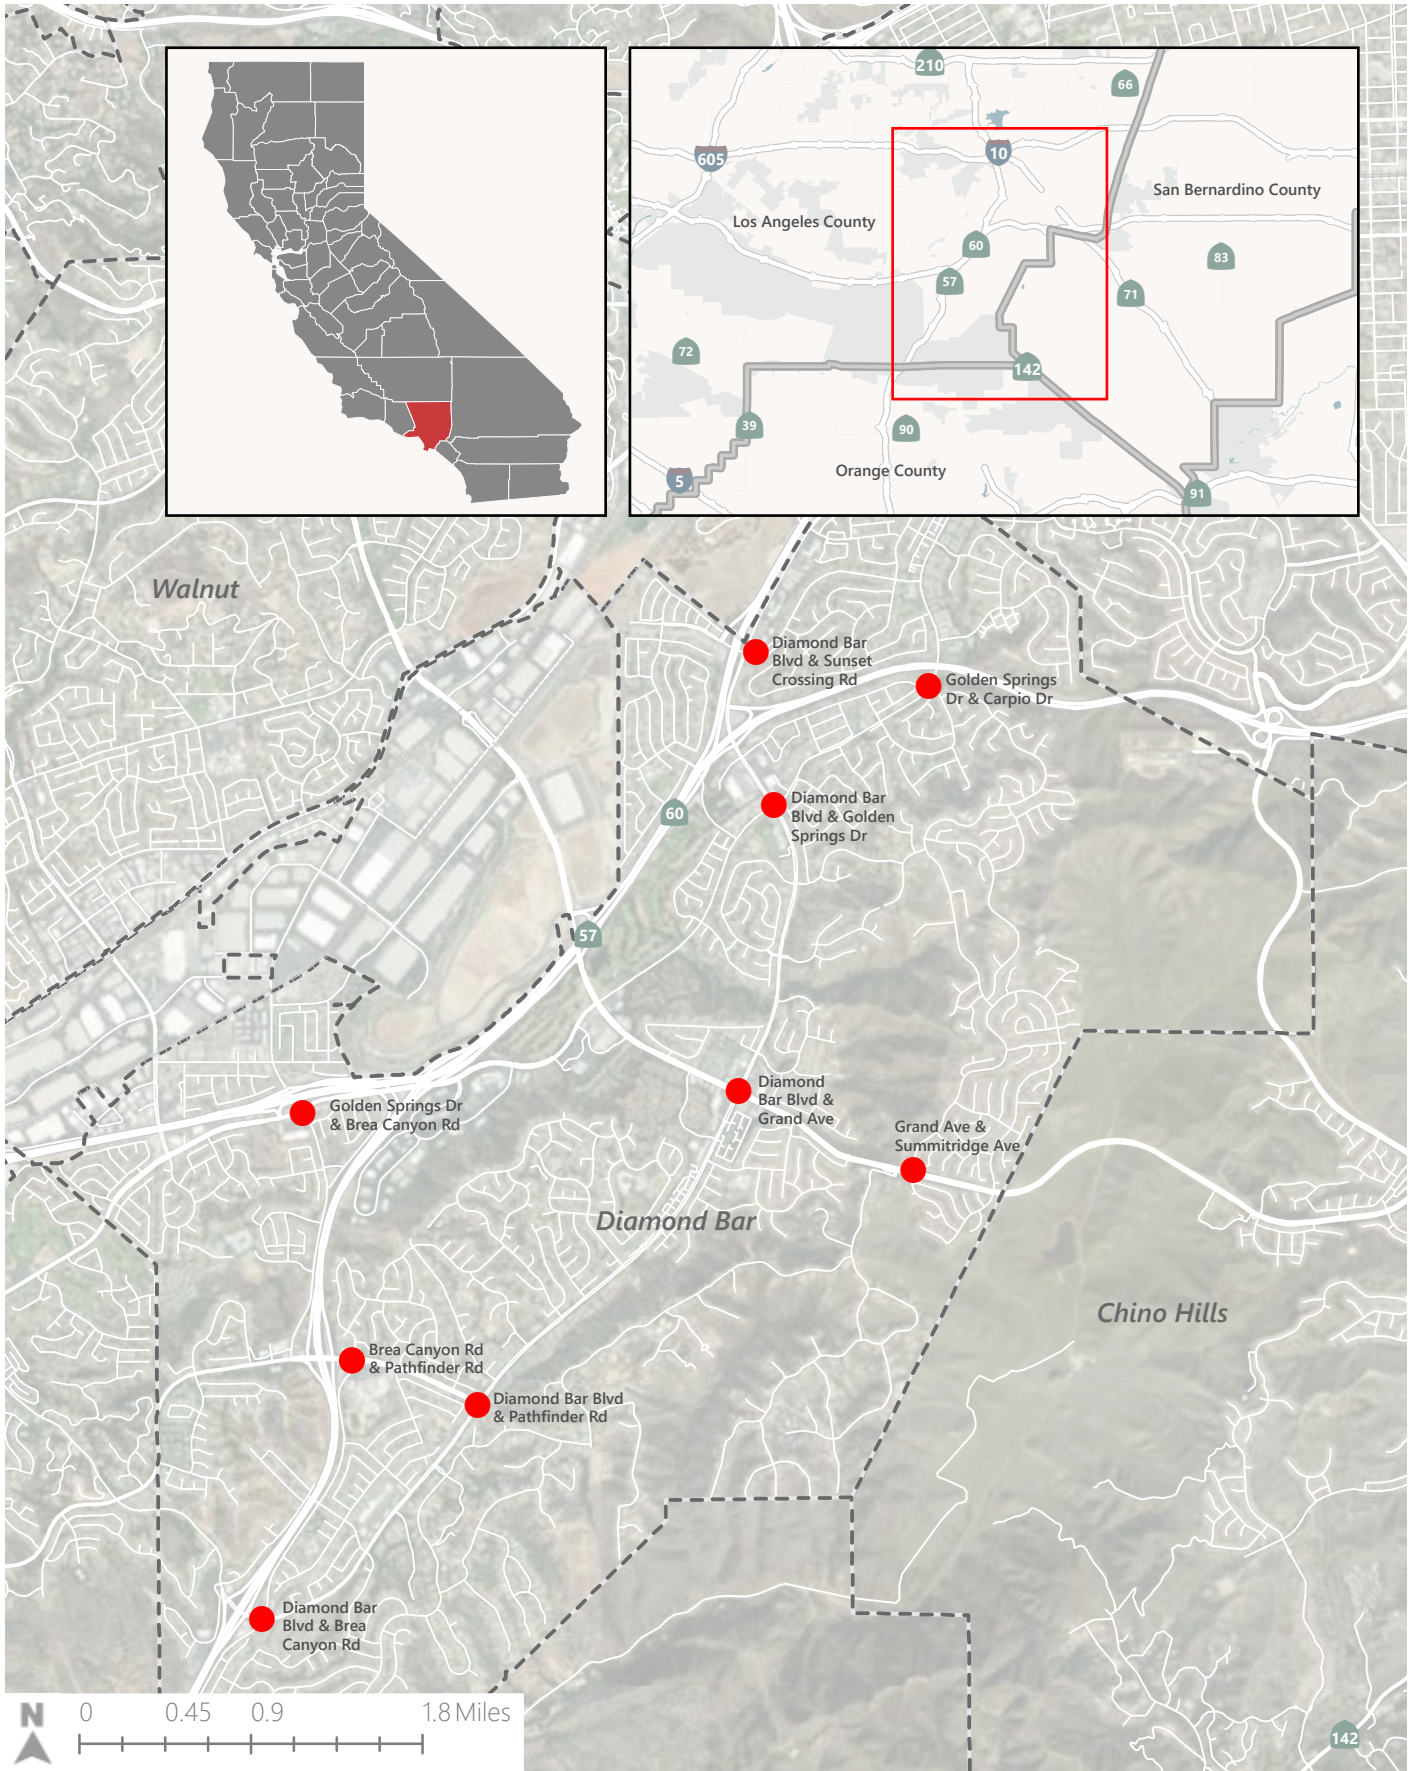 210
66
605
10
San Bernardino County
Los Angeles County
60
83
57
71
72
142
39
90
Orange County
5
91
Walnut
Diamond Bar
Blvd & Sunset
Crossing Rd
Golden Springs
Dr & Carpio Dr
60
Diamond Bar
Blvd & Golden
Springs Dr
57
Diamond
Bar Blvd &
Grand Ave
Golden Springs Dr
& Brea Canyon Rd
Grand Ave &
Summitridge Ave
Diamond Bar
Chino Hills
Brea Canyon Rd
& Pathfinder Rd
Diamond Bar Blvd
& Pathfinder Rd
Diamond Bar
Blvd & Brea
Canyon Rd
N
0 0.45 0.9 1.8 Miles
142